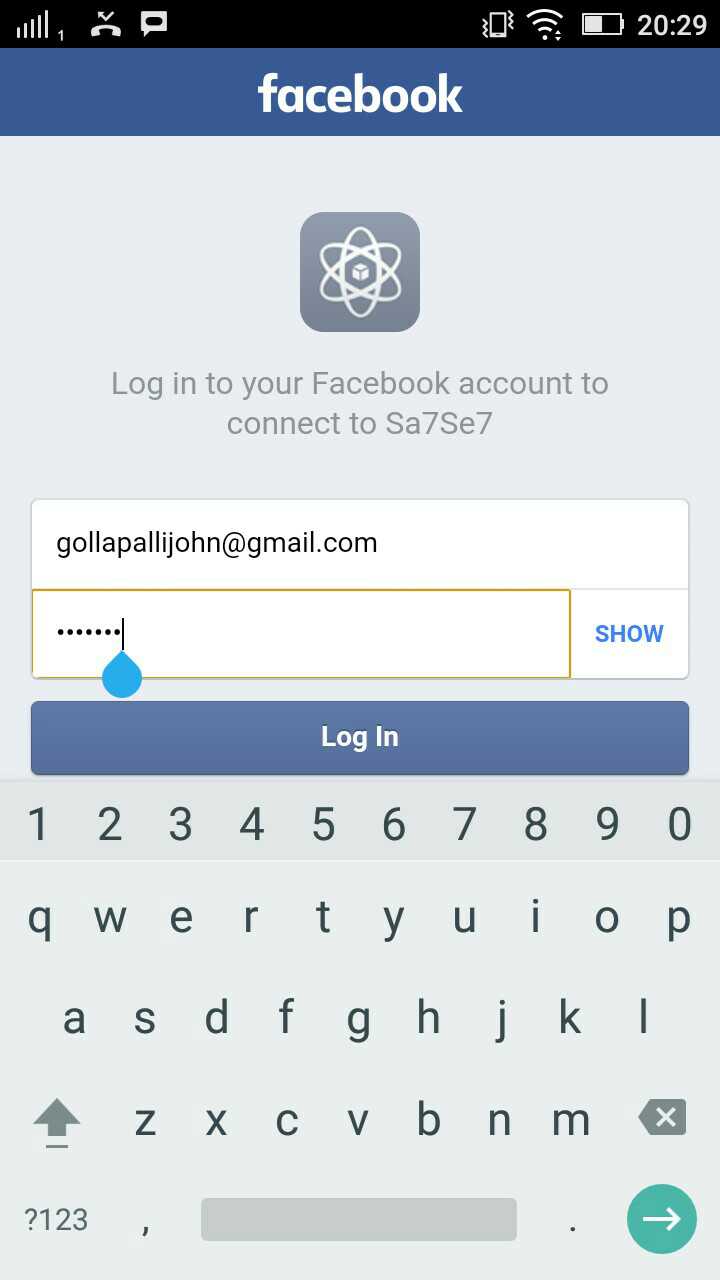 1 20:29
facebook
Log in to your Facebook account to
connect to Sa7Se7
gollapallijohn@gmail.com
•••••••
SHOW
Log In
1 2 3 4 5 6 7 8 9 0
q w e r t y u i o p
a s d f g h j k l
z x c v b n m
?123 , .